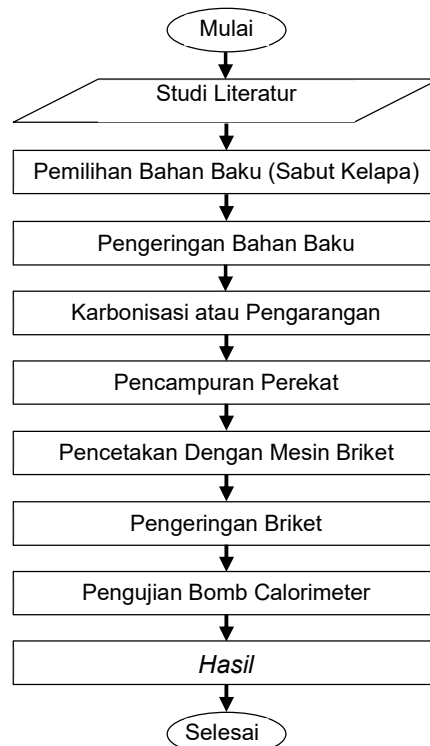 Mulai
Studi Literatur
Pemilihan Bahan Baku (Sabut Kelapa)
Pengeringan Bahan Baku
Karbonisasi atau Pengarangan
Pencampuran Perekat
Pencetakan Dengan Mesin Briket
Pengeringan Briket
Pengujian Bomb Calorimeter
Hasil
Selesai